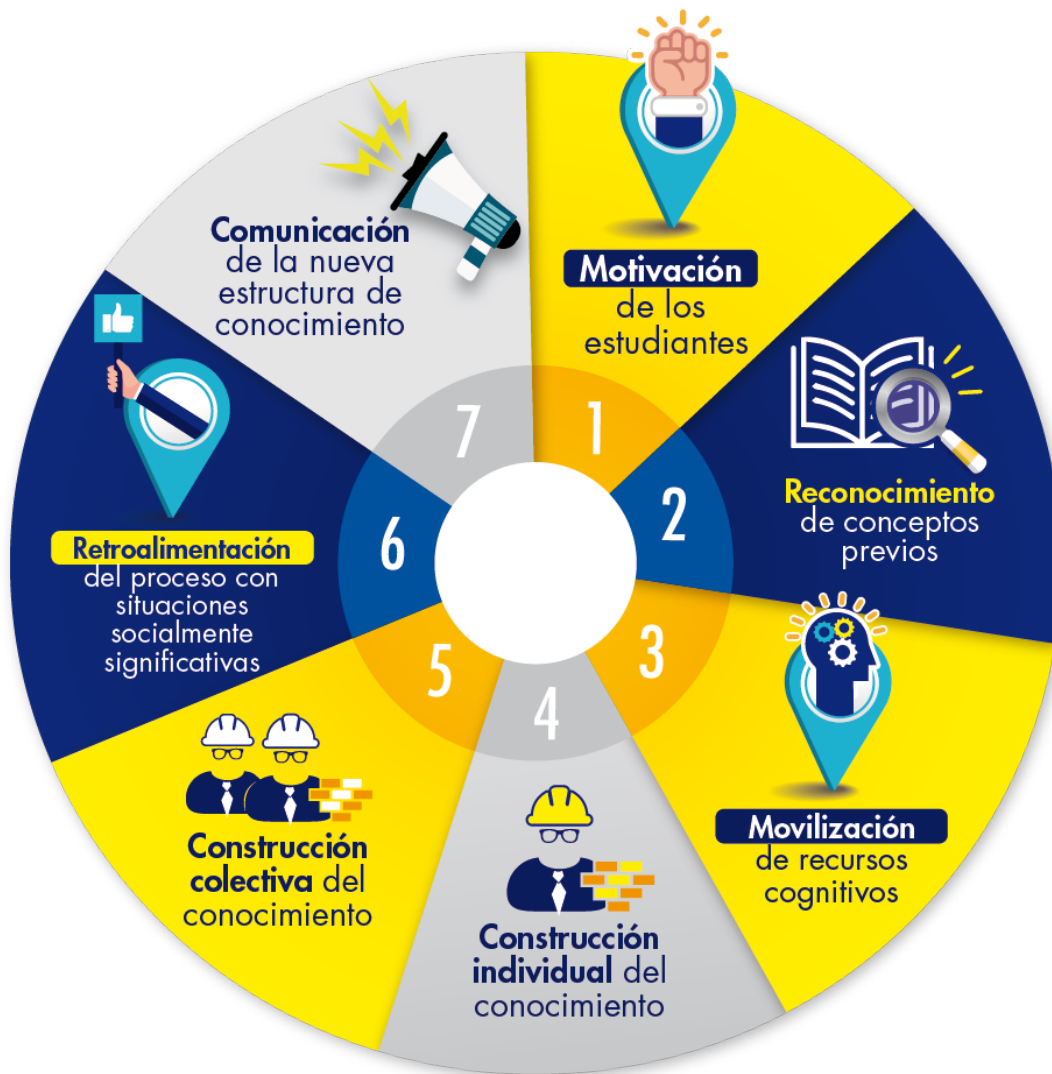 1
Motivación
de los
estudiantes
2
Reconocimiento
de conceptos
previos
3
Movilización
de recursos
cognitivos
4
Construcción
individual del
conocimiento
5
Construcción
colectiva del
conocimiento
6
Retroalimentación
del proceso con
situaciones
socialmente
significativas
7
Comunicación
de la nueva
estructura de
conocimiento